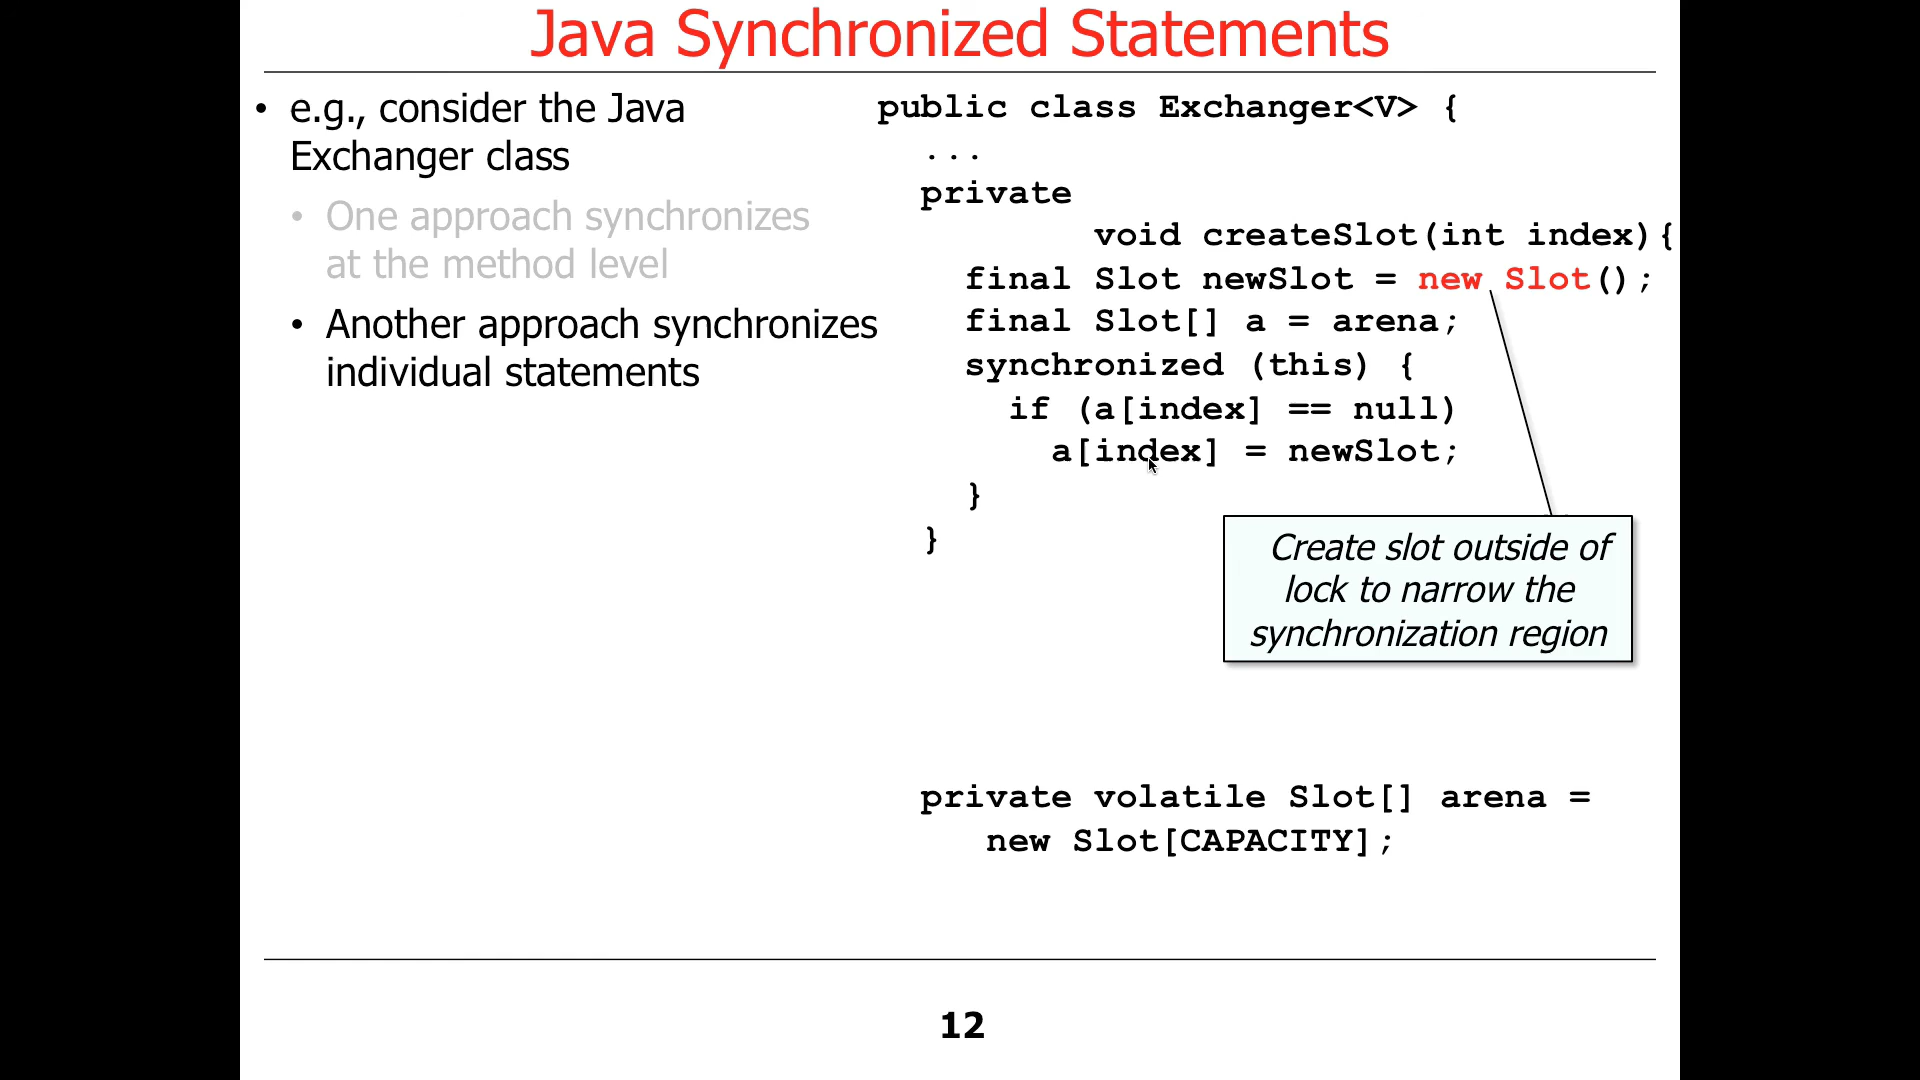 Java Synchronized Statements
• e.g., consider the Java
Exchanger class
• One approach synchronizes
at the method level
• Another approach synchronizes
individual statements
public class Exchanger<V> {
...
private
void createSlot(int index){
final Slot newSlot = new Slot();
final Slot[] a = arena;
synchronized (this) {
if (a[index] == null)
a[index] = newSlot;
}
}
Create slot outside of
lock to narrow the
synchronization region
private volatile Slot[] arena =
new Slot[CAPACITY];
12